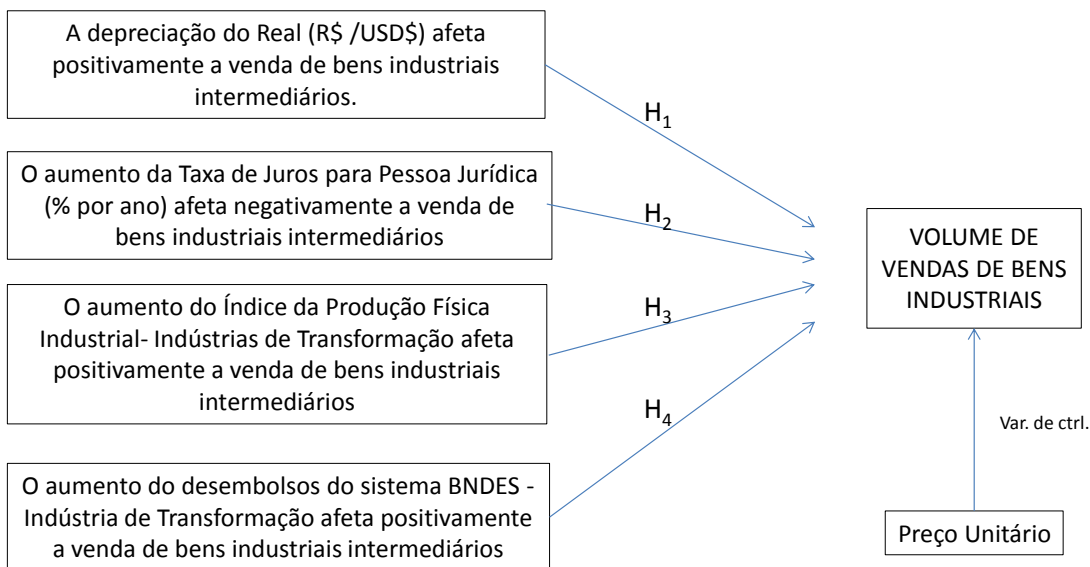 A depreciação do Real (R$ /USD$) afeta
positivamente a venda de bens industriais
intermediários.
H1
O aumento da Taxa de Juros para Pessoa Jurídica
(% por ano) afeta negativamente a venda de
bens industriais intermediários
H2
O aumento do Índice da Produção Física
Industrial- Indústrias de Transformação afeta
positivamente a venda de bens industriais
intermediários
H3
O aumento do desembolsos do sistema BNDES -
Indústria de Transformação afeta positivamente
a venda de bens industriais intermediários
H4
VOLUME DE
VENDAS DE BENS
INDUSTRIAIS
Var. de ctrl.
Preço Unitário